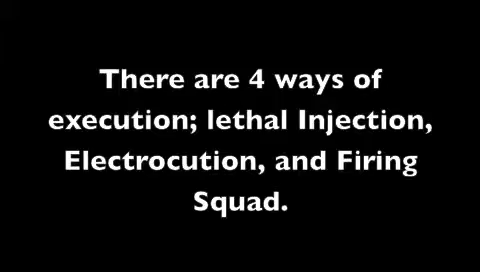 There are 4 ways of
execution; lethal Injection,
Electrocution, and Firing
Squad.